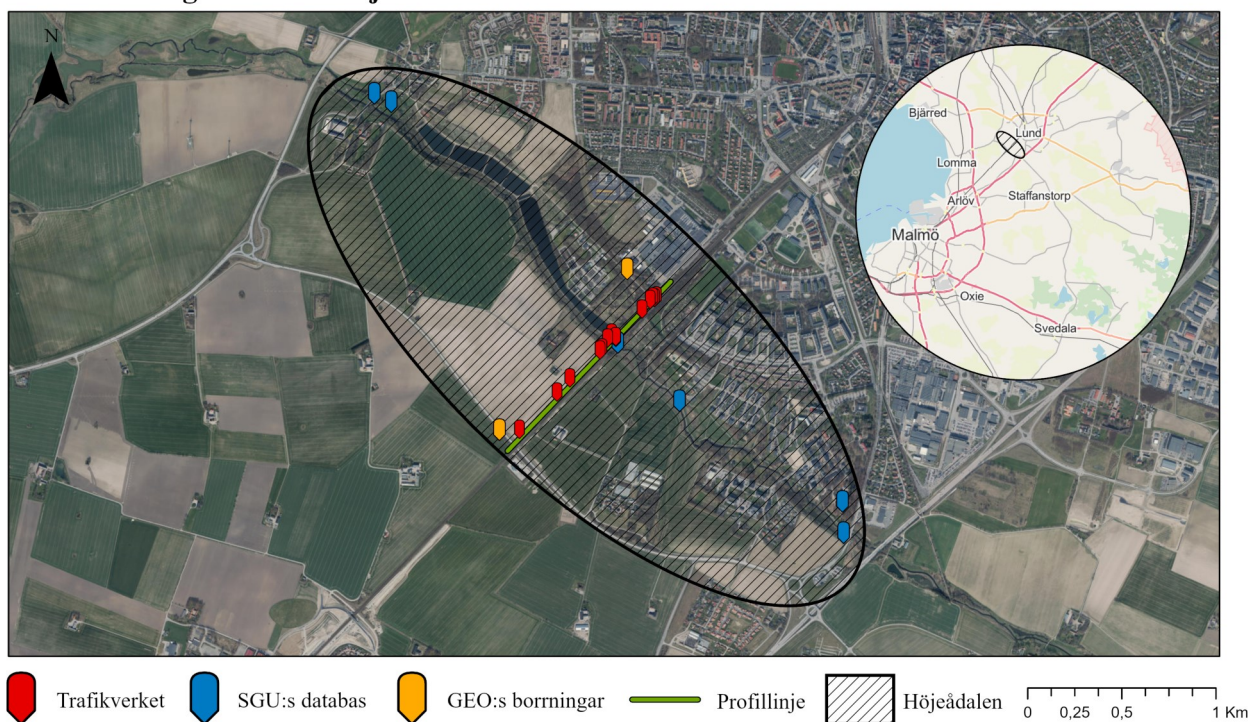 N
Bjärred
Lund
Lomma
Staffanstorp
Arlöv
Malmö
Oxie
Svedala
Trafikverket
SGU:s databas
GEO:s borrningar
Profillinje
Höjeådalen
0 0,25 0,5 1 Km